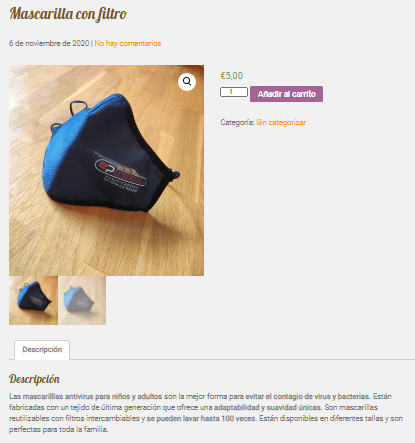 Mascarilla con filtro
6 de noviembre de 2020 | No hay comentarios
€5,00
1
Añadir al carrito
Categoría: Sin categorizar
Descripción
Descripción
Las mascarillas antivirus para niños y adultos son la mejor forma para evitar el contagio de virus y bacterias. Están
fabricadas con un tejido de última generación que ofrece una adaptabilidad y suavidad únicas. Son mascarillas
reutilizables con filtros intercambiables y se pueden lavar hasta 100 veces. Están disponibles en diferentes tallas y son
perfectas para toda la familia.